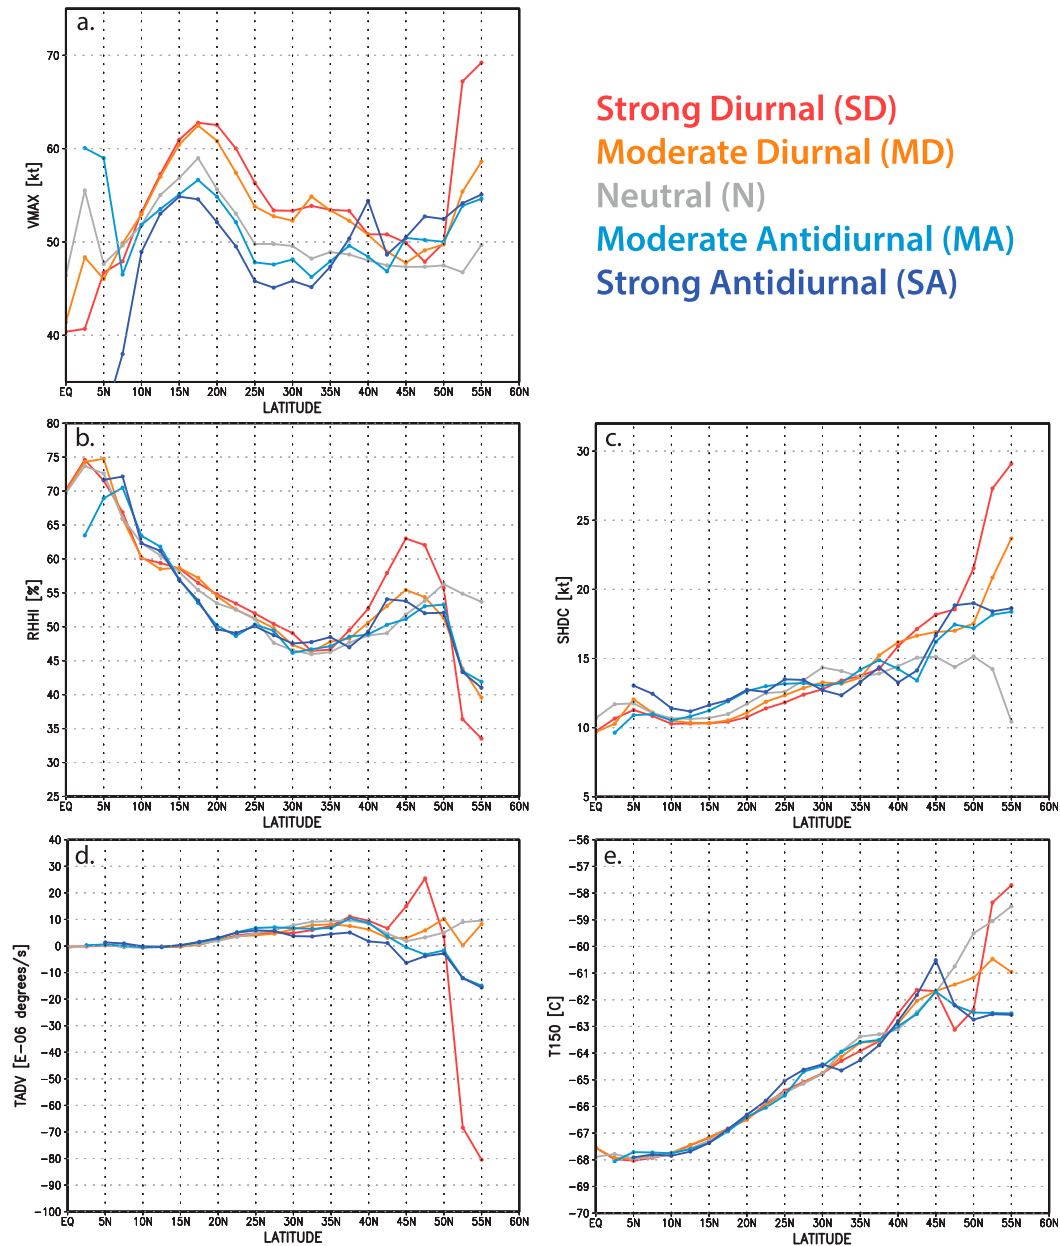 a.
70
60
50
40
VMAX [kt]
EQ 5N 10N 15N 20N 25N 30N 35N 40N 45N 50N 55N 60N
LATITUDE
Strong Diurnal (SD)
Moderate Diurnal (MD)
Neutral (N)
Moderate Antidiurnal (MA)
Strong Antidiurnal (SA)
b.
80
75
70
65
60
55
50
45
40
35
30
25
RHHI [%]
EQ 5N 10N 15N 20N 25N 30N 35N 40N 45N 50N 55N 60N
LATITUDE
c.
30
25
20
15
10
5
SHDC [kt]
EQ 5N 10N 15N 20N 25N 30N 35N 40N 45N 50N 55N 60N
LATITUDE
d.
40
30
20
10
0
-10
-20
-30
-40
-50
-60
-70
-80
-90
-100
TADV [E-06 degrees/s]
EQ 5N 10N 15N 20N 25N 30N 35N 40N 45N 50N 55N 60N
LATITUDE
e.
-56
-57
-58
-59
-60
-61
-62
-63
-64
-65
-66
-67
-68
-69
-70
T150 [C]
EQ 5N 10N 15N 20N 25N 30N 35N 40N 45N 50N 55N 60N
LATITUDE